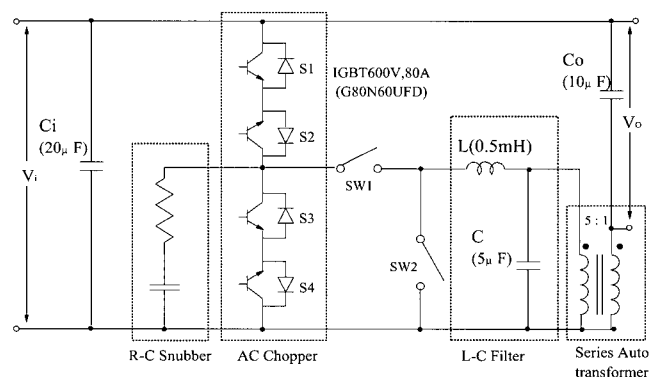 S1
IGBT600V,80A
(G80N60UFD)
Co
(10μ F)
Ci
(20μ F)
Vi
S2
Vo
L(0.5mH)
SW1
S3
C
(5μ F)
5 : 1
SW2
S4
R-C Snubber
AC Chopper
L-C Filter
Series Auto
transformer